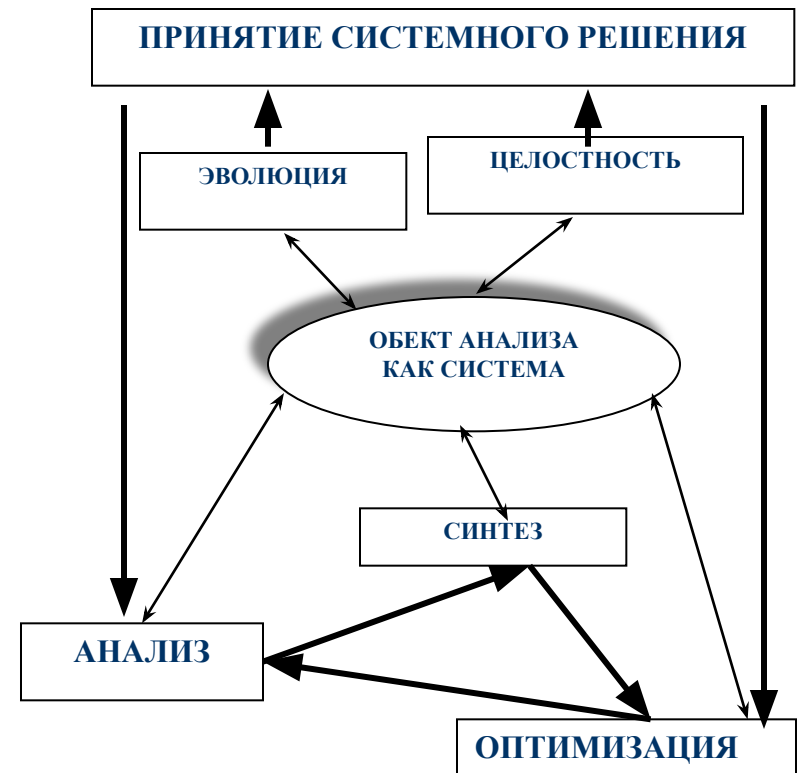 ПРИНЯТИЕ СИСТЕМНОГО РЕШЕНИЯ
ЭВОЛЮЦИЯ
ЦЕЛОСТНОСТЬ
ОБЕКТ АНАЛИЗА
КАК СИСТЕМА
СИНТЕЗ
АНАЛИЗ
ОПТИМИЗАЦИЯ